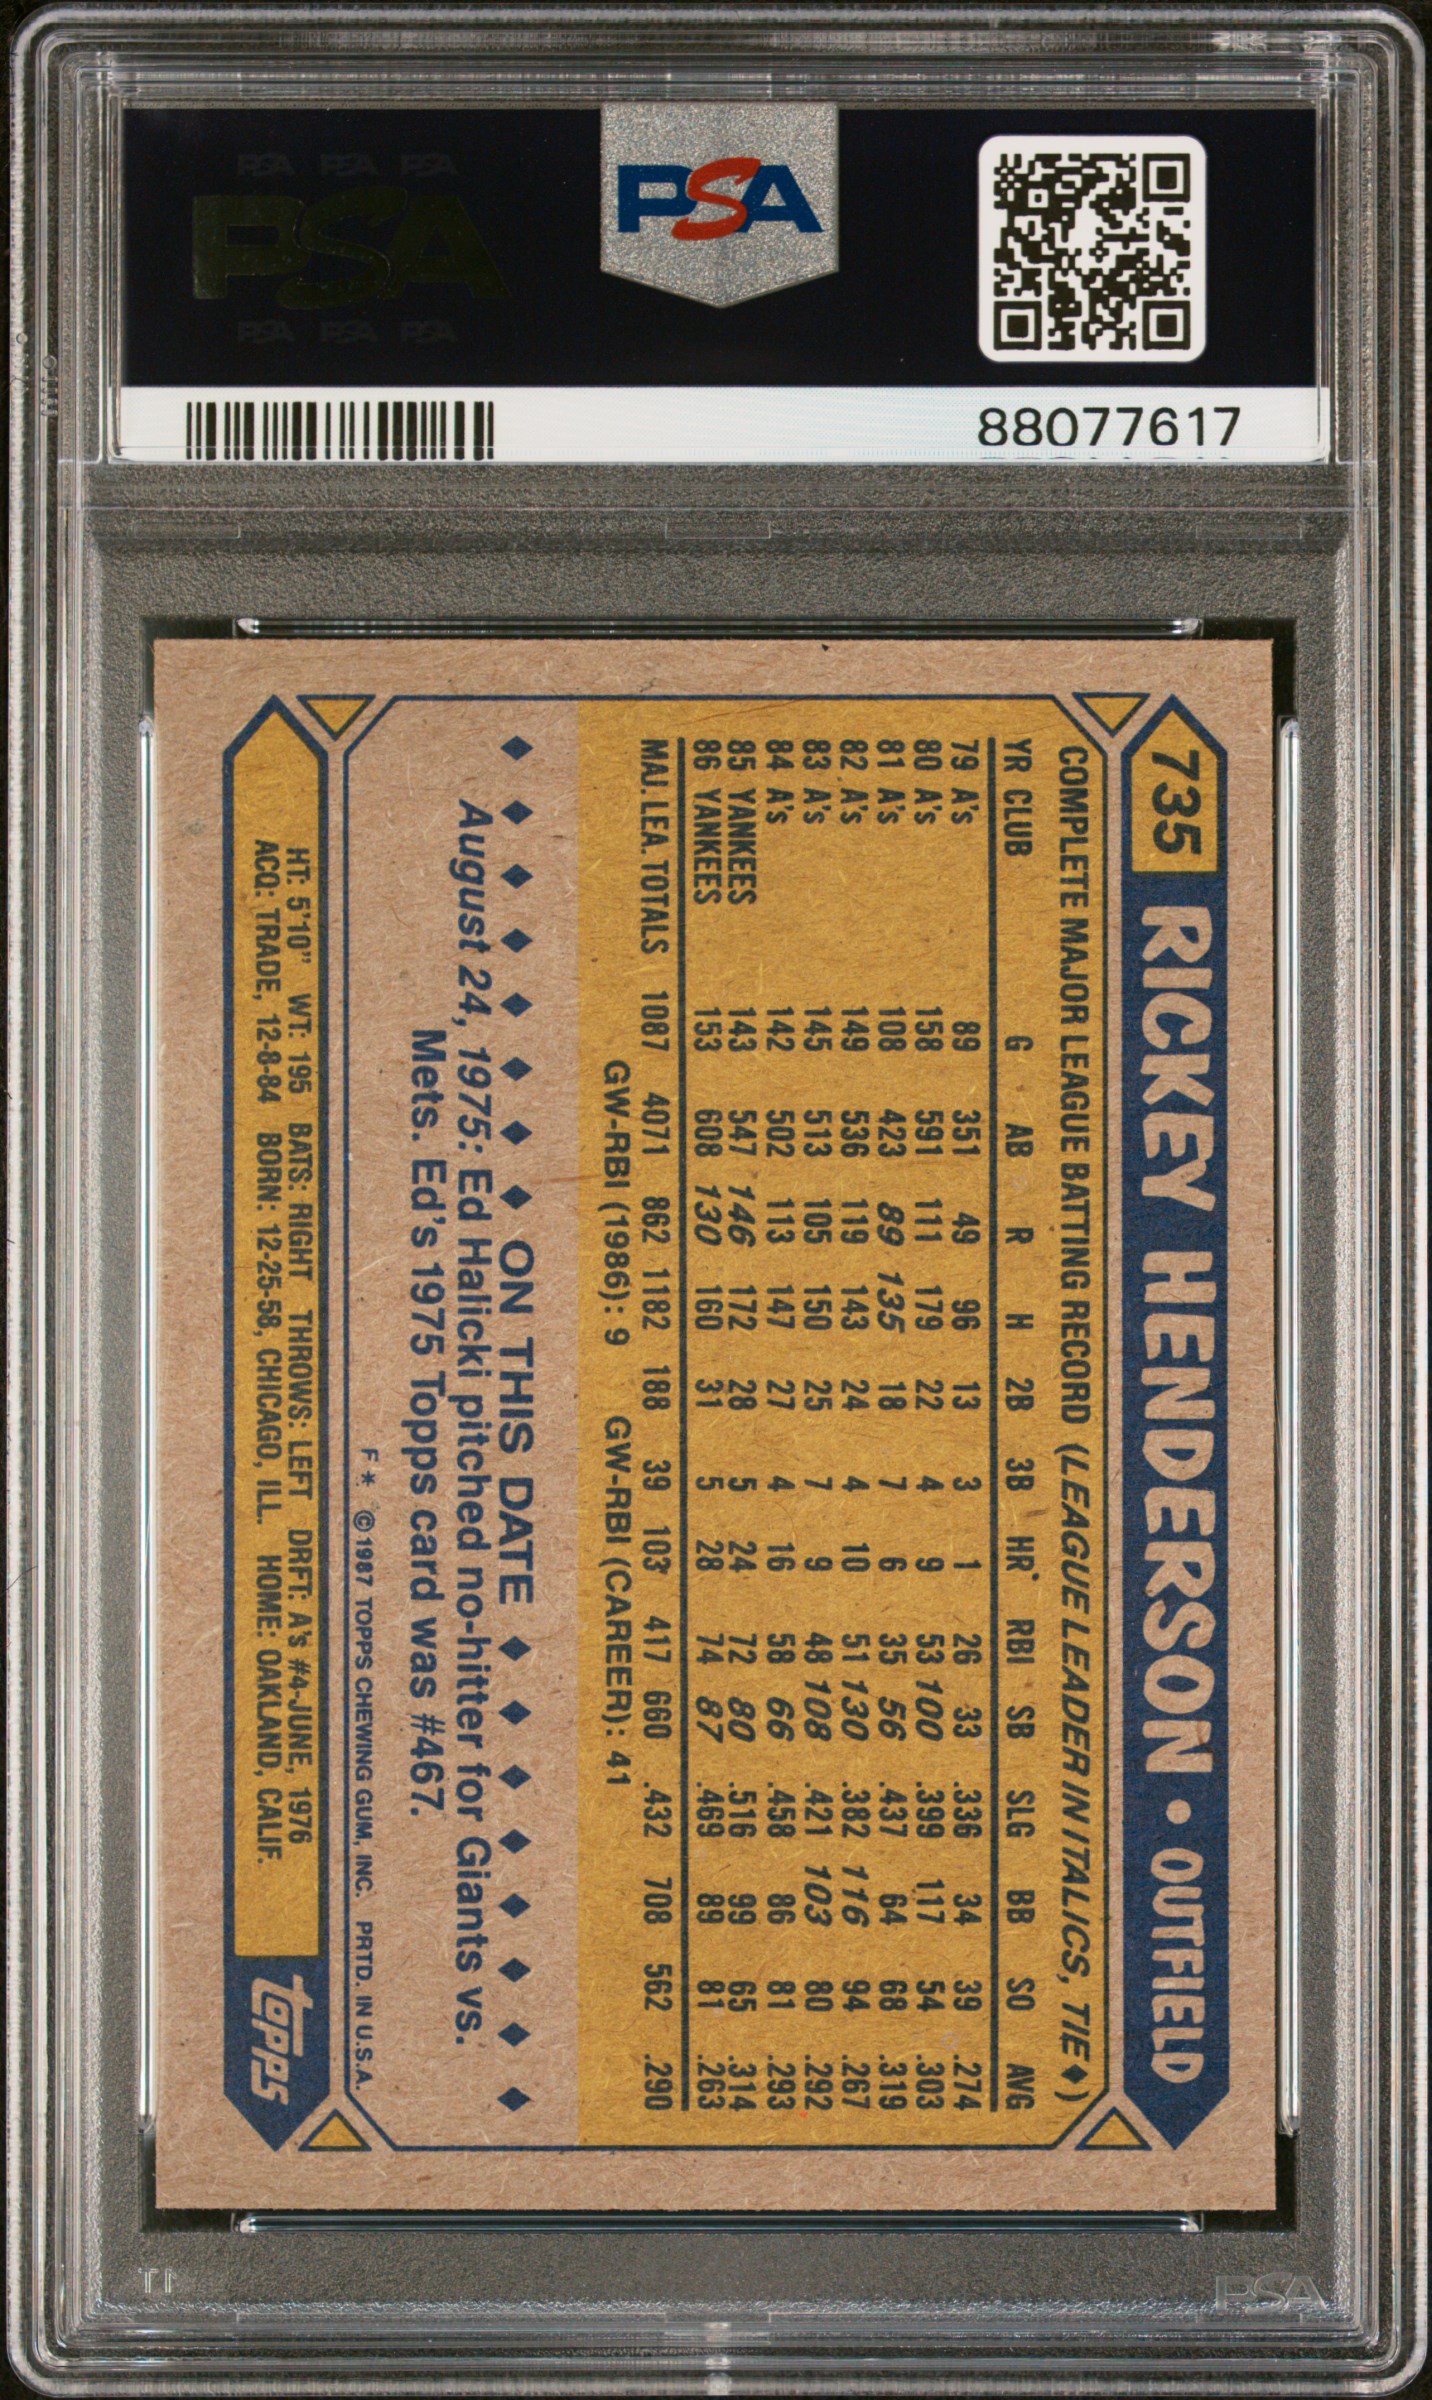 PSA PSA PSA
PSA
PSA PSA PSA
PSA
88077617
735 RICKEY HENDERSON • OUTFIELD
COMPLETE MAJOR LEAGUE BATTING RECORD (LEAGUE LEADER IN ITALICS, TIE ♦)
YR CLUB G AB R H 2B 3B HR RBI SB SLG BB SO AVG
79 A's 89 351 49 96 13 3 1 26 33 .336 34 39 .274
80 A's 158 591 111 179 22 4 9 53 100 .399 117 54 .303
81 A's 108 423 89 135 18 7 6 35 56 .437 64 68 .319
82 A's 149 536 119 143 24 4 10 51 130 .382 116 94 .267
83 A's 145 513 105 150 25 7 9 48 108 .421 103 80 .292
84 A's 142 502 113 147 27 4 16 58 66 .458 86 81 .293
85 YANKEES 143 547 146 172 28 5 24 72 80 .516 99 65 .314
86 YANKEES 153 608 130 160 31 5 28 74 87 .469 89 81 .263
MAJ. LEA. TOTALS 1087 4071 862 1182 188 39 103 417 660 .432 708 562 .290
GW-RBI (1986): 9 GW-RBI (CAREER): 41
♦ ♦ ♦ ♦ ♦ ♦ ♦ ♦ ON THIS DATE ♦ ♦ ♦ ♦ ♦ ♦ ♦ ♦
August 24, 1975: Ed Halicki pitched no-hitter for Giants vs.
Mets. Ed's 1975 Topps card was #467.
F* © 1987 TOPPS CHEWING GUM, INC. PRTD. IN U.S.A.
HT: 5'10" WT: 195 BATS: RIGHT THROWS: LEFT DRFT: A's #4-JUNE, 1976
ACQ: TRADE, 12-8-84 BORN: 12-25-58, CHICAGO, ILL. HOME: OAKLAND, CALIF.
topps
PSA